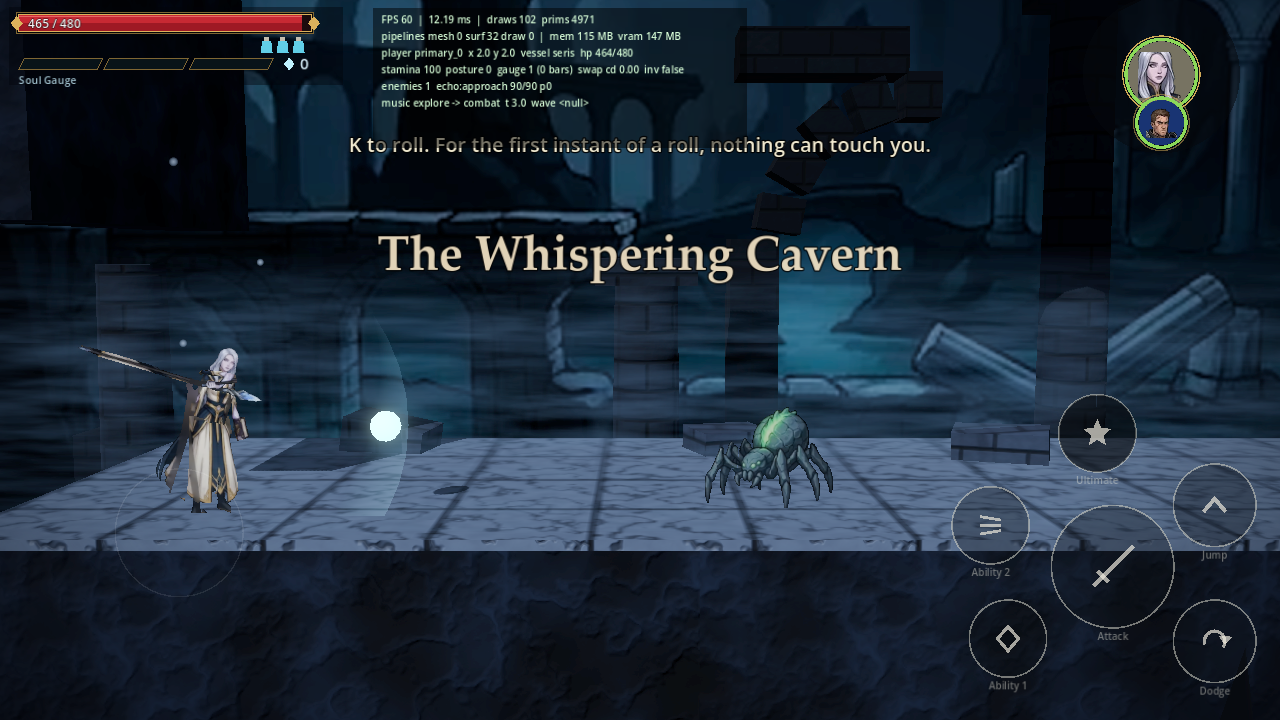 465 / 480
0
Soul Gauge
FPS 60 | 12.19 ms | draws 102 prims 4971
pipelines mesh 0 surf 32 draw 0 | mem 115 MB vram 147 MB
player primary_0 x 2.0 y 2.0 vessel seris hp 464/480
stamina 100 posture 0 gauge 1 (0 bars) swap cd 0.00 inv false
enemies 1 echo:approach 90/90 p0
music explore -> combat t 3.0 wave <null>
K to roll. For the first instant of a roll, nothing can touch you.
The Whispering Cavern
Ultimate
Jump
Ability 2
Attack
Ability 1
Dodge